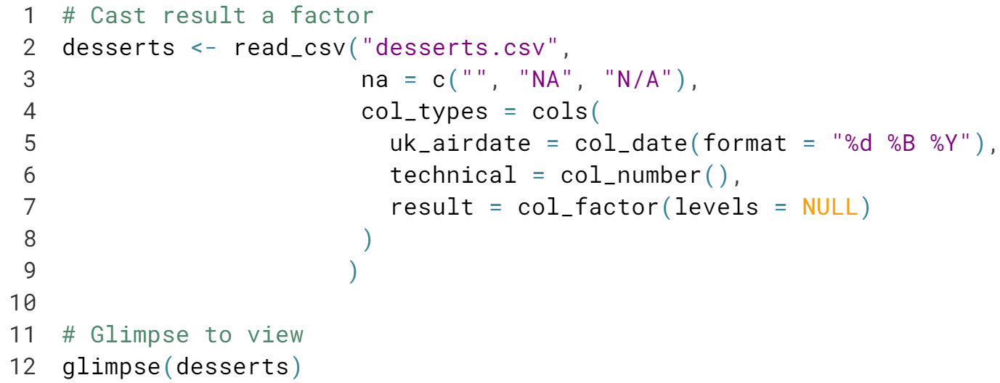 1 # Cast result a factor
2 desserts <- read_csv("desserts.csv",
3 na = c("", "NA", "N/A"),
4 col_types = cols(
5 uk_airdate = col_date(format = "%d %B %Y"),
6 technical = col_number(),
7 result = col_factor(levels = NULL)
8 )
9 )
10
11 # Glimpse to view
12 glimpse(desserts)